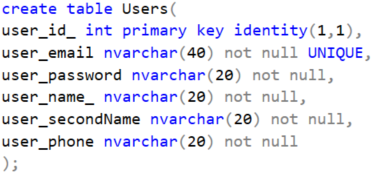 create table Users(
user_id_ int primary key identity(1,1),
user_email nvarchar(40) not null UNIQUE,
user_password nvarchar(20) not null,
user_name_ nvarchar(20) not null,
user_secondName nvarchar(20) not null,
user_phone nvarchar(20) not null
);